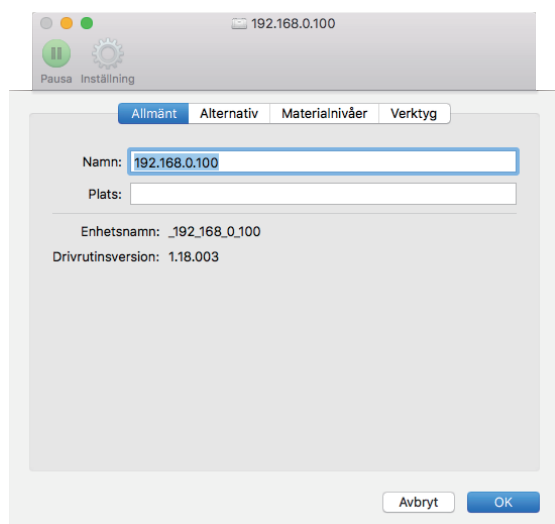 192.168.0.100
Pausa Inställning
Allmänt Alternativ Materialnivåer Verktyg
Namn: 192.168.0.100
Plats:
Enhetsnamn: _192_168_0_100
Drivrutinsversion: 1.18.003
Avbryt OK